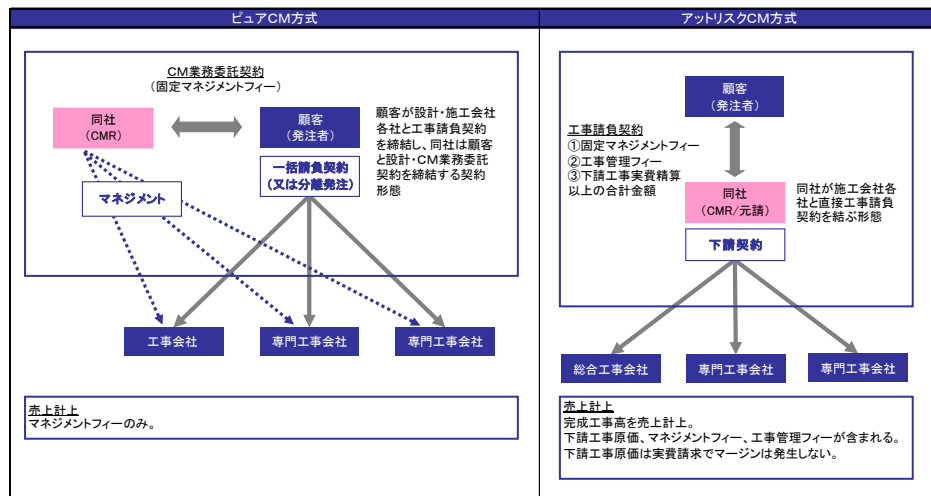 ピュアCM方式
CM業務委託契約
(固定マネジメントフィー)
同社
(CMR)
顧客
(発注者)
顧客が設計・施工会社
各社と工事請負契約
を締結し、同社は顧客
と設計・CM業務委託
契約を締結する契約
形態
一括請負契約
(又は分離発注)
マネジメント
工事会社
専門工事会社
専門工事会社
売上計上
マネジメントフィーのみ。
アットリスクCM方式
顧客
(発注者)
工事請負契約
①固定マネジメントフィー
②工事管理フィー
③下請工事実費精算
以上の合計金額
同社
(CMR/元請)
同社が施工会社各
社と直接工事請負
契約を結ぶ形態
下請契約
総合工事会社
専門工事会社
専門工事会社
売上計上
完成工事高を売上計上。
下請工事原価、マネジメントフィー、工事管理フィーが含まれる。
下請工事原価は実費請求でマージンは発生しない。